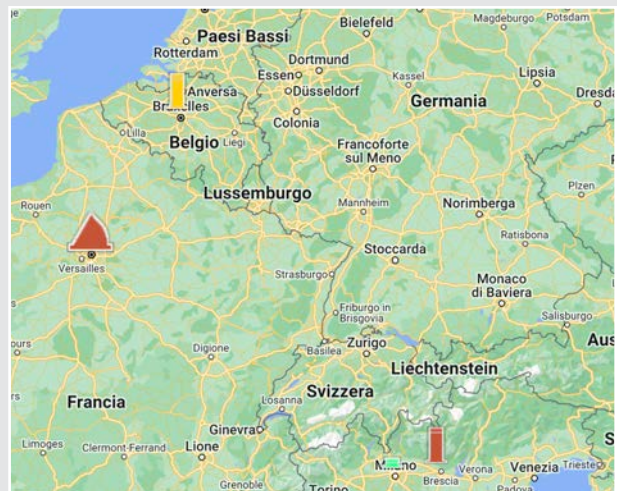 Bielefeld
Magdeburgo
Potsdam
Paesi Bassi
Rotterdam
Dortmund
Essen
Kassel
Lipsia
Anversa
Düsseldorf
Dresda
Bruxelles
Germania
Lilla
Liegi
Colonia
Belgio
Francoforte
sul Meno
Lussemburgo
Plzen
Rouen
Mannheim
Norimberga
Ratisbona
Stoccarda
Versailles
Strasburgo
Monaco
di Baviera
Friburgo in
Brisgovia
Salisburgo
Basilea
Zurigo
Digione
Liechtenstein
Svizzera
Losanna
Francia
Ginevra
Limoges
Clermont-Ferrand
Lione
Milano
Brescia
Verona
Venezia
Trieste
Grenoble
Torino
Padova